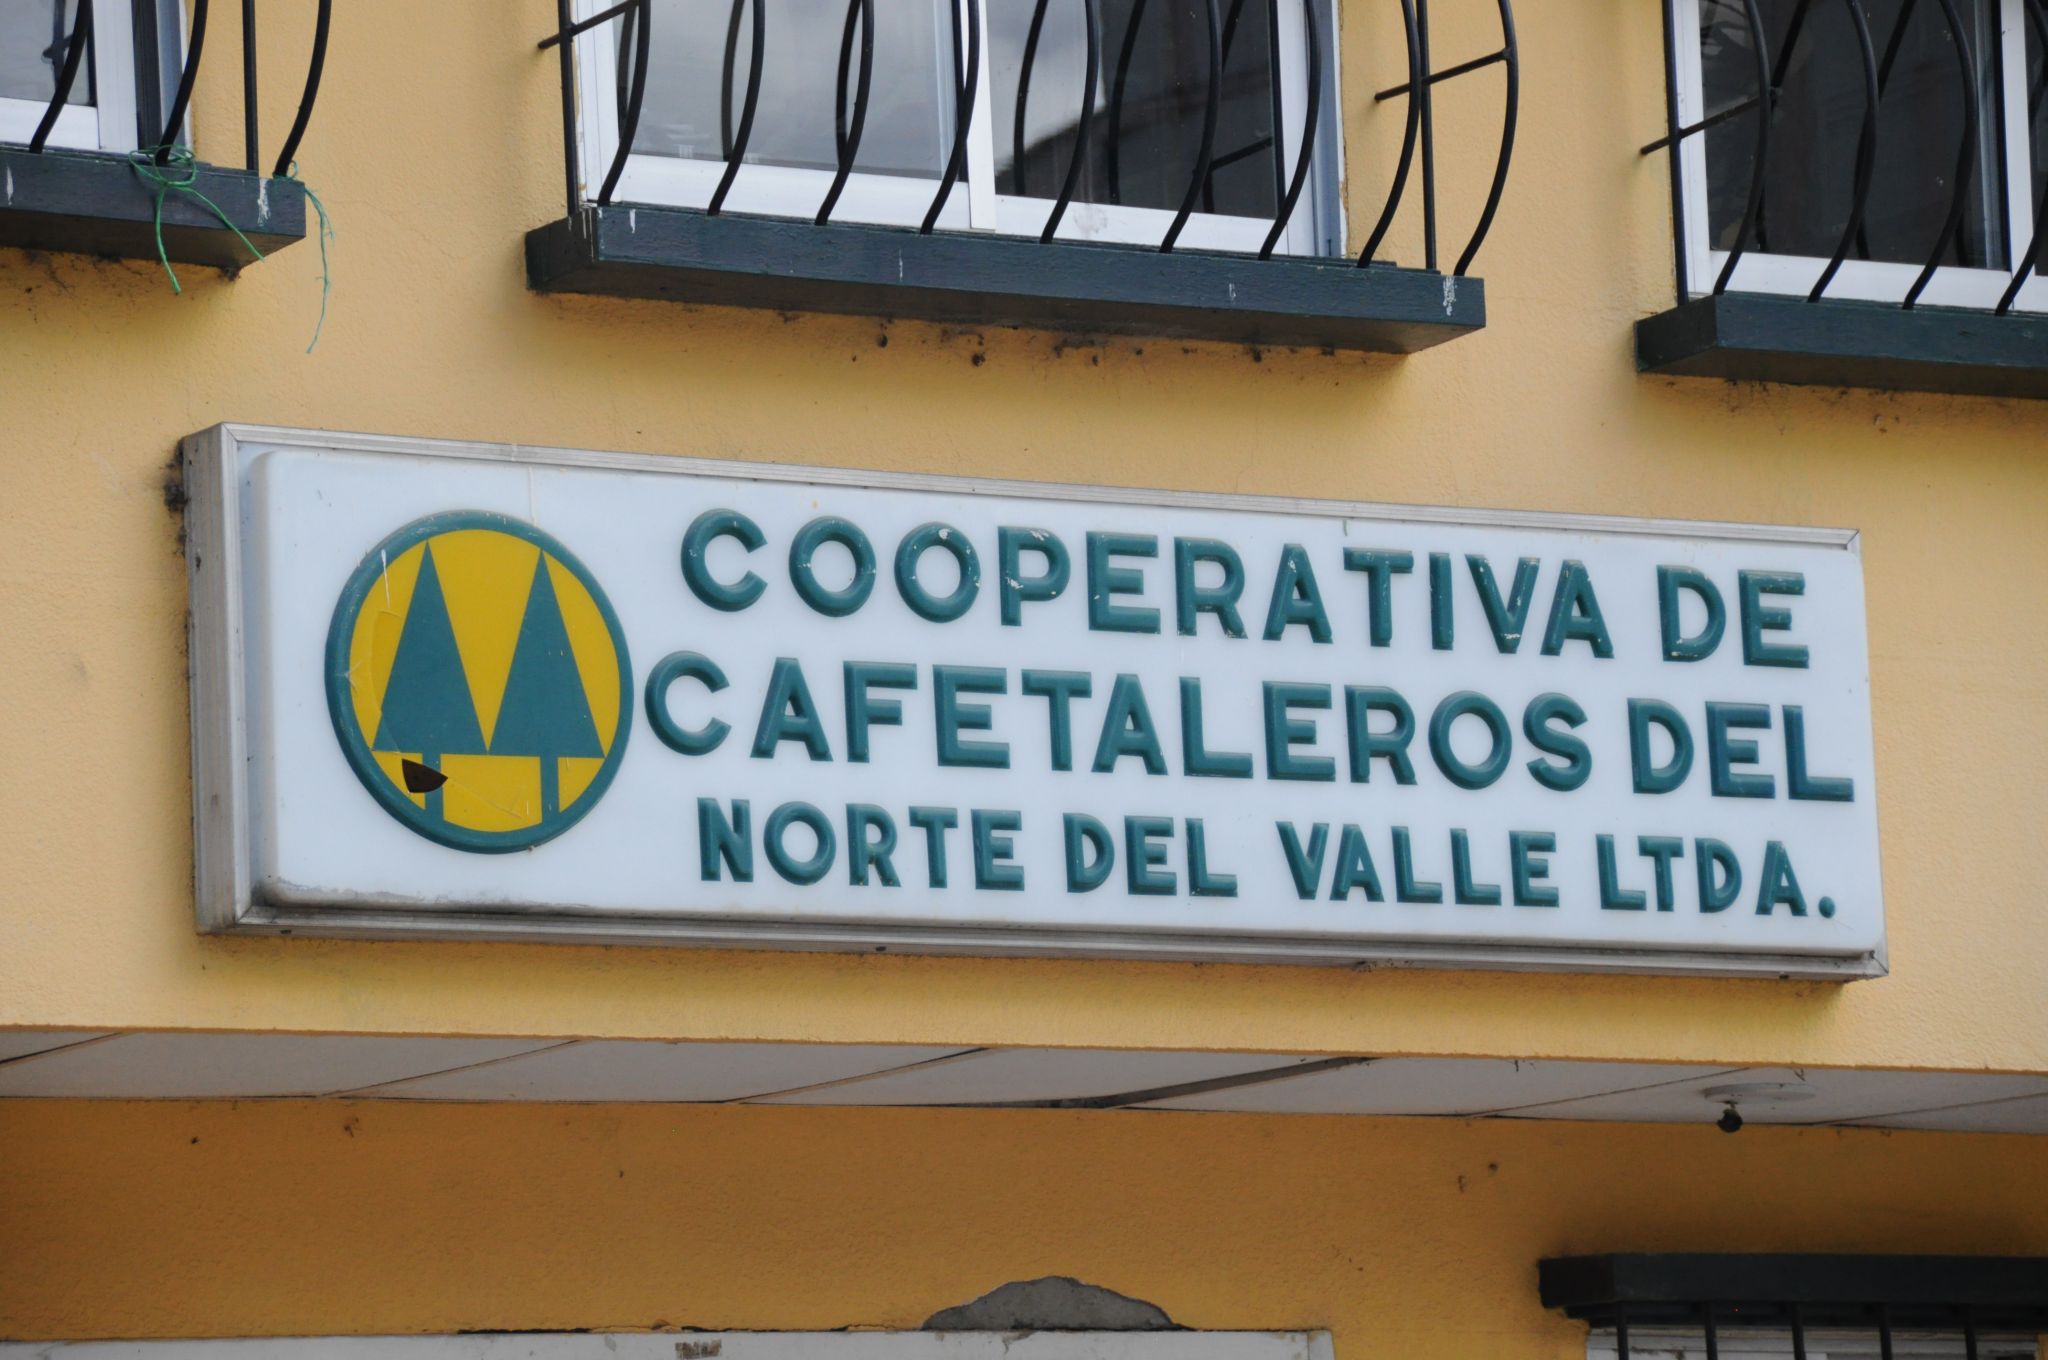 COOPERATIVA DE
CAFETALEROS DEL
NORTE DEL VALLE LTDA.